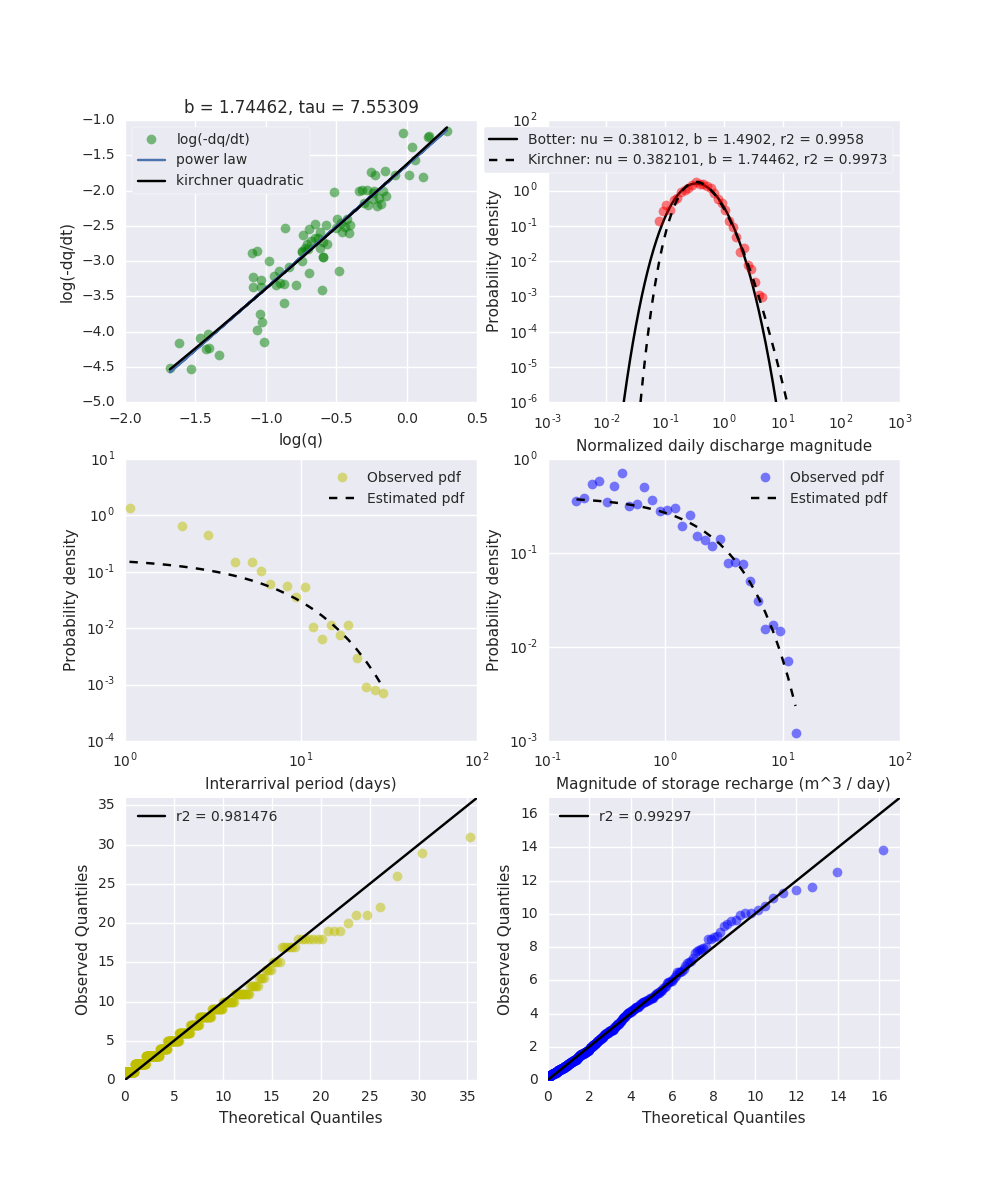 b = 1.74462, tau = 7.55309
−1.0
−1.5
−2.0
−2.5
−3.0
−3.5
−4.0
−4.5
−5.0
log(-dq/dt)
log(-dq/dt)
power law
kirchner quadratic
−2.0 −1.5 −1.0 −0.5 0.0 0.5
log(q)
10^2
Botter: nu = 0.381012, b = 1.4902, r2 = 0.9958
Kirchner: nu = 0.382101, b = 1.74462, r2 = 0.9973
10^0
10^-1
10^-2
10^-3
10^-4
10^-5
10^-6
Probability density
10^-3 10^-2 10^-1 10^0 10^1 10^2 10^3
Normalized daily discharge magnitude
10^1
10^0
10^-1
10^-2
10^-3
10^-4
Probability density
Observed pdf
Estimated pdf
10^0 10^1 10^2
Interarrival period (days)
10^0
10^-1
10^-2
10^-3
Probability density
Observed pdf
Estimated pdf
10^-1 10^0 10^1 10^2
Magnitude of storage recharge (m^3 / day)
35
30
25
20
15
10
5
0
Observed Quantiles
r2 = 0.981476
0 5 10 15 20 25 30 35
Theoretical Quantiles
16
14
12
10
8
6
4
2
0
Observed Quantiles
r2 = 0.99297
0 2 4 6 8 10 12 14 16
Theoretical Quantiles